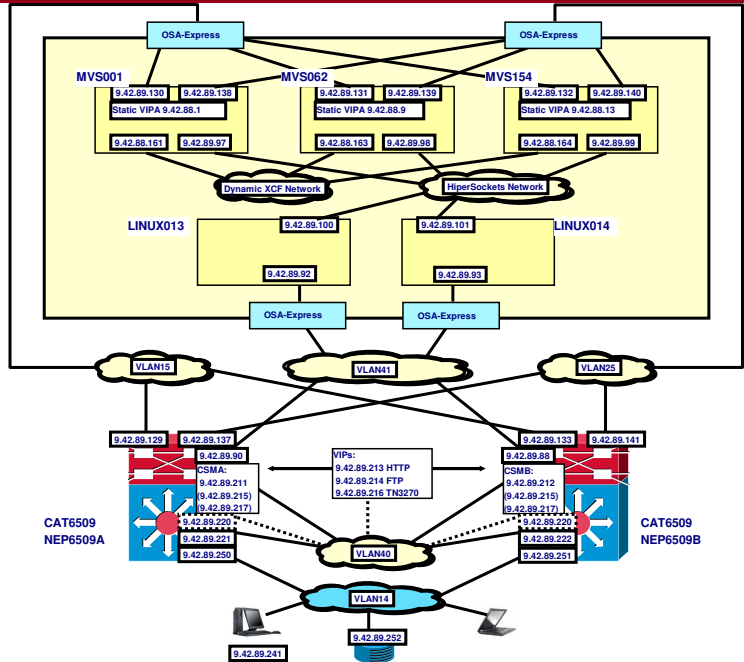 OSA-Express
OSA-Express
MVS001
MVS062
MVS154
9.42.89.130
9.42.89.138
9.42.89.131
9.42.89.139
9.42.89.132
9.42.89.140
Static VIPA 9.42.88.1
Static VIPA 9.42.88.9
Static VIPA 9.42.88.13
9.42.88.161
9.42.89.97
9.42.88.163
9.42.89.98
9.42.88.164
9.42.89.99
Dynamic XCF Network
HiperSockets Network
LINUX013
9.42.89.100
9.42.89.101
LINUX014
9.42.89.92
9.42.89.93
OSA-Express
OSA-Express
VLAN15
VLAN41
VLAN25
9.42.89.129
9.42.89.137
9.42.89.133
9.42.89.141
9.42.89.90
9.42.89.88
VIPs:
9.42.89.213 HTTP
9.42.89.214 FTP
9.42.89.216 TN3270
CSMA:
9.42.89.211
(9.42.89.215)
(9.42.89.217)
CSMB:
9.42.89.212
(9.42.89.215)
(9.42.89.217)
CAT6509
NEP6509A
9.42.89.220
9.42.89.221
9.42.89.250
9.42.89.220
9.42.89.222
9.42.89.251
CAT6509
NEP6509B
VLAN40
VLAN14
9.42.89.252
9.42.89.241